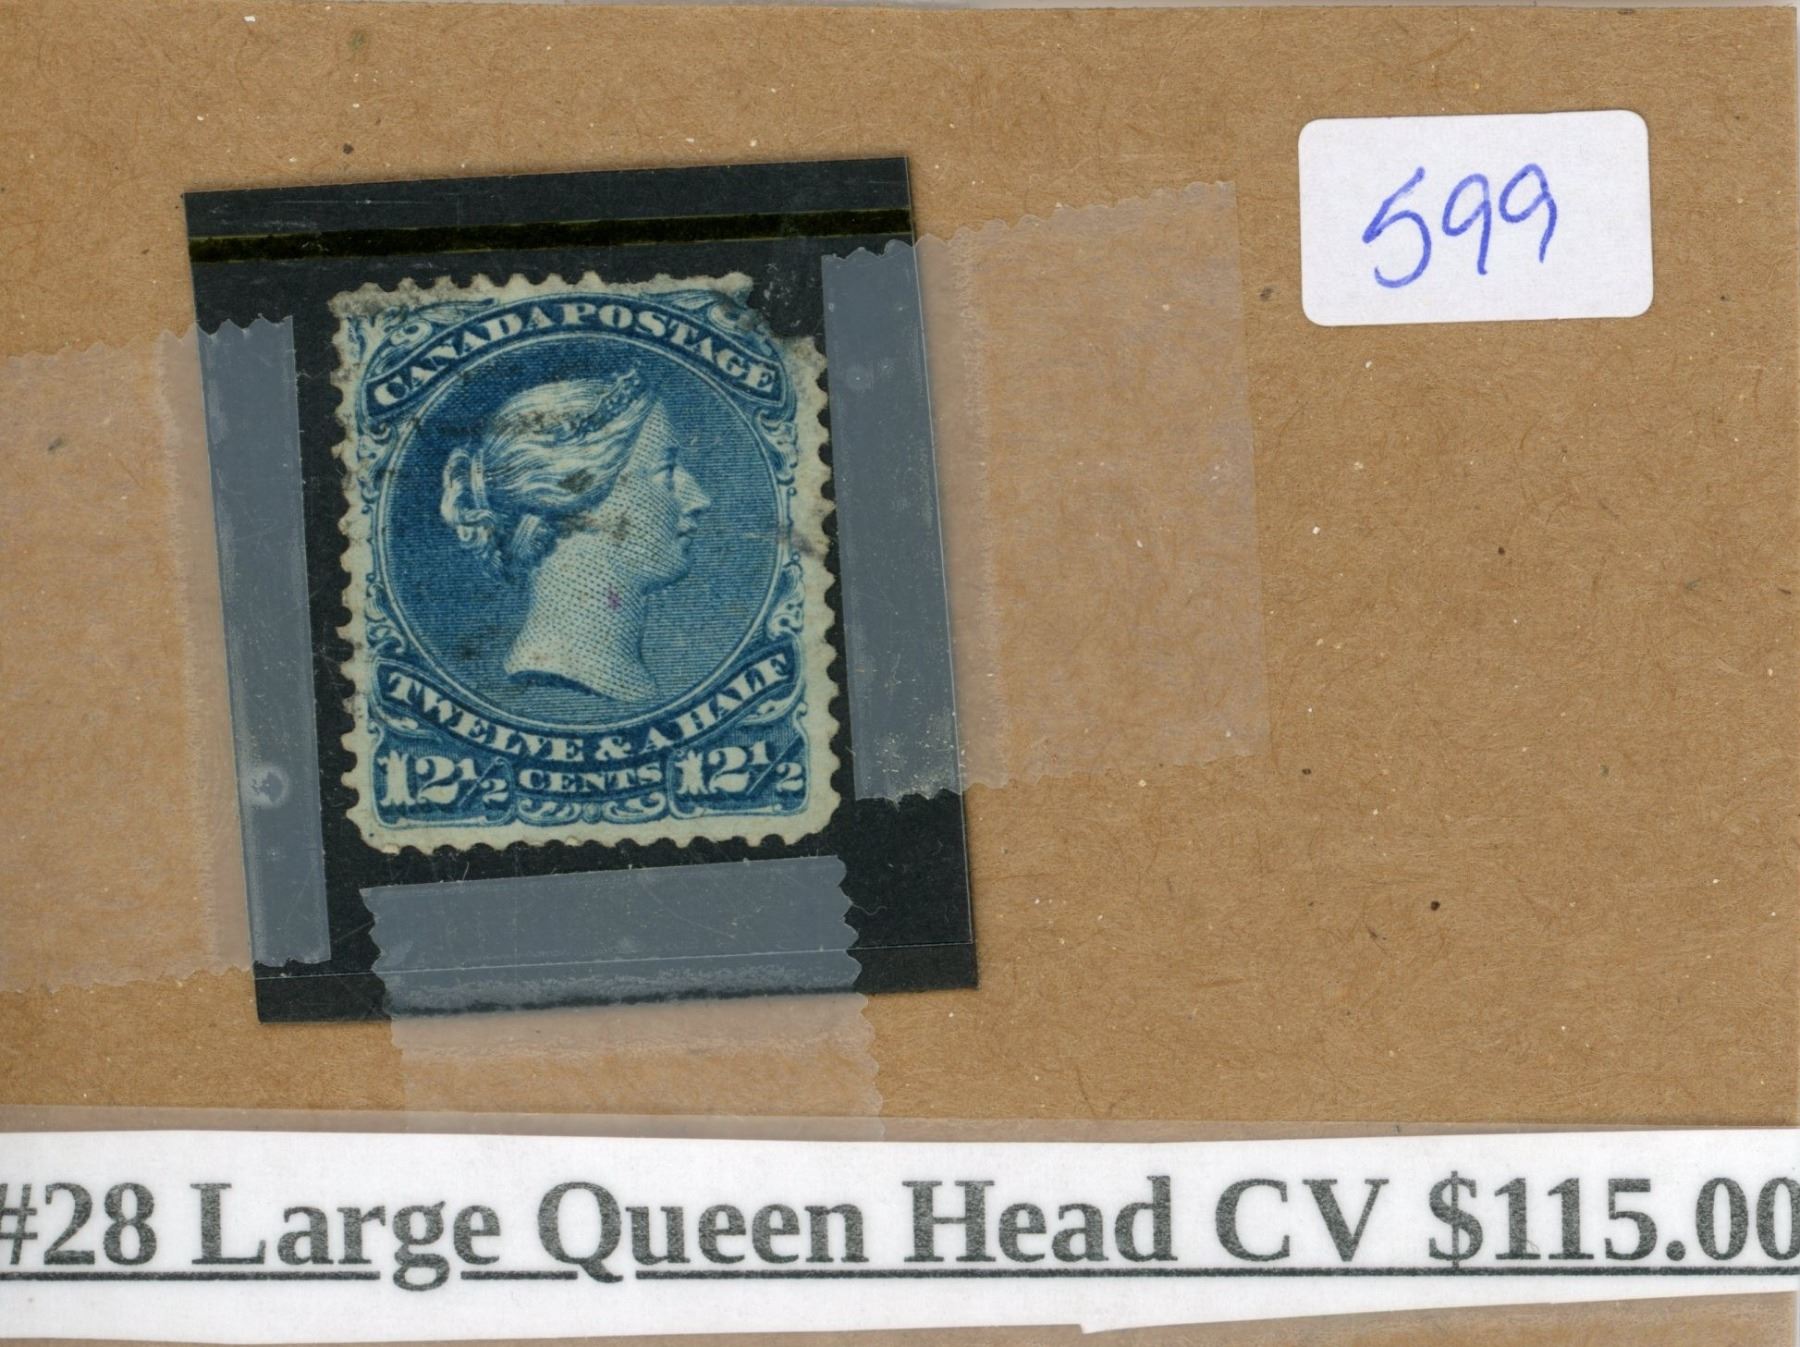 599
CANADA POSTAGE
TWELVE & A HALF
12½ CENTS 12½
#28 Large Queen Head CV $115.00